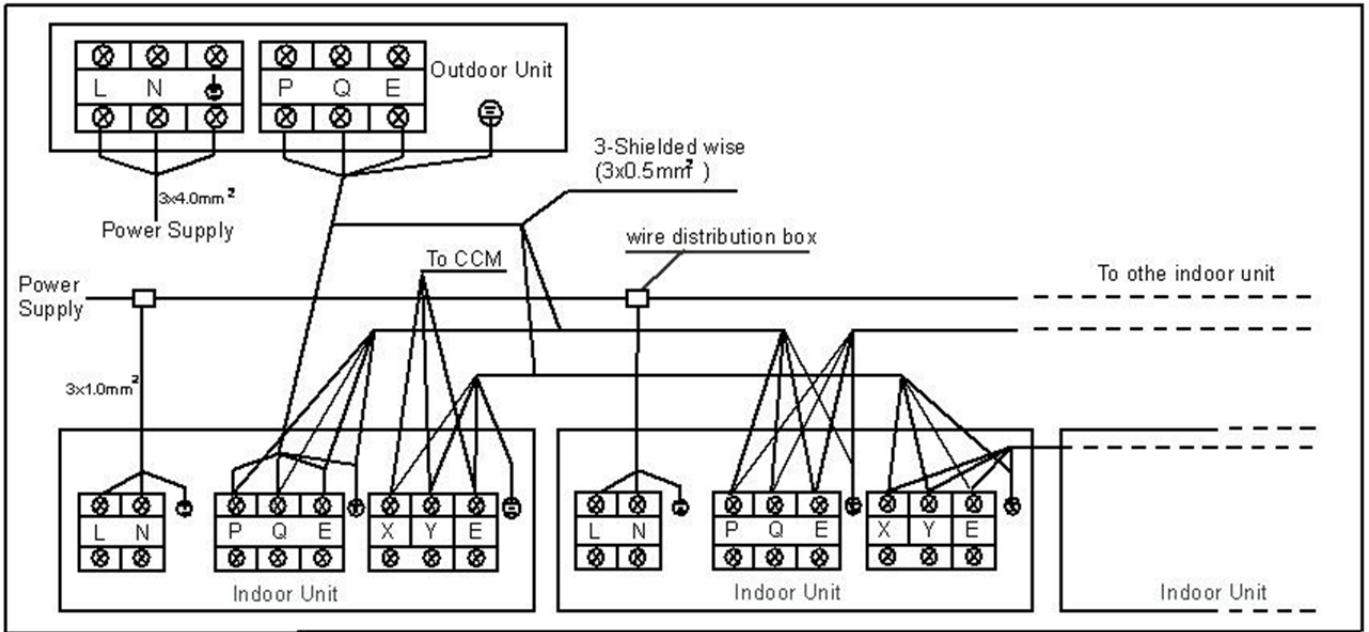 L N
P Q E
Outdoor Unit
3-Shielded wise
(3x0.5mm²)
3x4.0mm²
Power Supply
wire distribution box
To CCM
To othe indoor unit
Power
Supply
3x1.0mm²
L N
P Q E
X Y E
L N
P Q E
X Y E
Indoor Unit
Indoor Unit
Indoor Unit